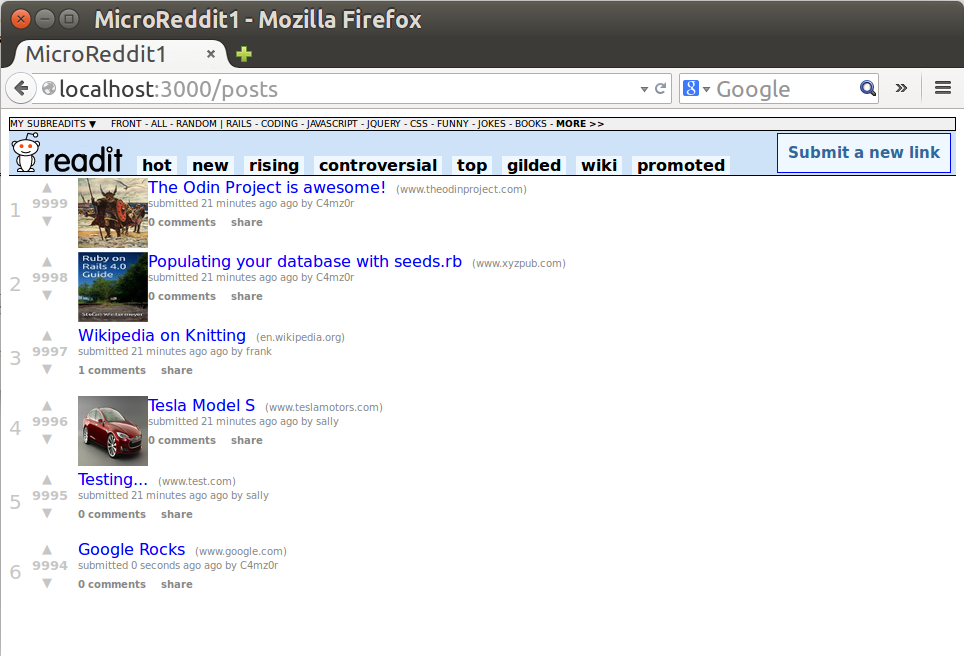 MicroReddit1 - Mozilla Firefox
MicroReddit1
localhost:3000/posts
8 Google »
MY SUBREADITS ▼ FRONT - ALL - RANDOM | RAILS - CODING - JAVASCRIPT - JQUERY - CSS - FUNNY - JOKES - BOOKS - MORE >>
readit hot new rising controversial top gilded wiki promoted Submit a new link
1 ▲ 9999 ▼ The Odin Project is awesome! (www.theodinproject.com)
submitted 21 minutes ago ago by C4mz0r
0 comments share
2 ▲ 9998 ▼ Populating your database with seeds.rb (www.xyzpub.com)
Ruby on
Rails 4.0
Guide
submitted 21 minutes ago ago by C4mz0r
0 comments share
3 ▲ 9997 ▼ Wikipedia on Knitting (en.wikipedia.org)
submitted 21 minutes ago ago by frank
1 comments share
4 ▲ 9996 ▼ Tesla Model S (www.teslamotors.com)
submitted 21 minutes ago ago by sally
0 comments share
5 ▲ 9995 ▼ Testing... (www.test.com)
submitted 21 minutes ago ago by sally
0 comments share
6 ▲ 9994 ▼ Google Rocks (www.google.com)
submitted 0 seconds ago ago by C4mz0r
0 comments share